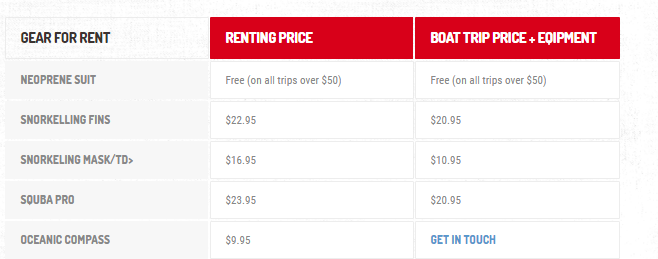 GEAR FOR RENT RENTING PRICE BOAT TRIP PRICE + EQIPMENT
NEOPRENE SUIT Free (on all trips over $50) Free (on all trips over $50)
SNORKELLING FINS $22.95 $20.95
SNORKELING MASK/TD> $16.95 $10.95
SQUBA PRO $23.95 $20.95
OCEANIC COMPASS $9.95 GET IN TOUCH